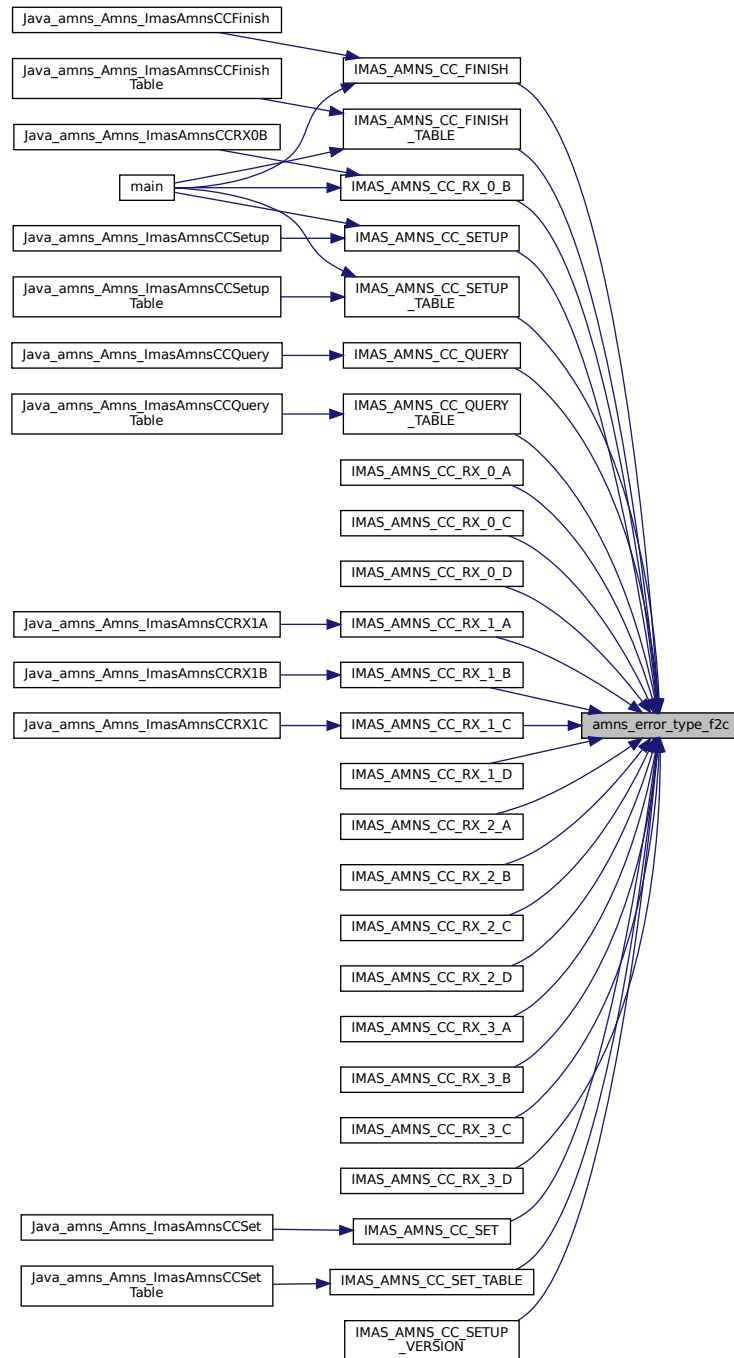 Java_amns_Amns_ImasAmnsCCFinish
Java_amns_Amns_ImasAmnsCCFinish
Table
Java_amns_Amns_ImasAmnsCCRX0B
main
Java_amns_Amns_ImasAmnsCCSetup
Java_amns_Amns_ImasAmnsCCSetup
Table
Java_amns_Amns_ImasAmnsCCQuery
Java_amns_Amns_ImasAmnsCCQuery
Table
Java_amns_Amns_ImasAmnsCCRX1A
Java_amns_Amns_ImasAmnsCCRX1B
Java_amns_Amns_ImasAmnsCCRX1C
Java_amns_Amns_ImasAmnsCCSet
Java_amns_Amns_ImasAmnsCCSet
Table
IMAS_AMNS_CC_FINISH
IMAS_AMNS_CC_FINISH
_TABLE
IMAS_AMNS_CC_RX_0_B
IMAS_AMNS_CC_SETUP
IMAS_AMNS_CC_SETUP
_TABLE
IMAS_AMNS_CC_QUERY
IMAS_AMNS_CC_QUERY
_TABLE
IMAS_AMNS_CC_RX_0_A
IMAS_AMNS_CC_RX_0_C
IMAS_AMNS_CC_RX_0_D
IMAS_AMNS_CC_RX_1_A
IMAS_AMNS_CC_RX_1_B
IMAS_AMNS_CC_RX_1_C
IMAS_AMNS_CC_RX_1_D
IMAS_AMNS_CC_RX_2_A
IMAS_AMNS_CC_RX_2_B
IMAS_AMNS_CC_RX_2_C
IMAS_AMNS_CC_RX_2_D
IMAS_AMNS_CC_RX_3_A
IMAS_AMNS_CC_RX_3_B
IMAS_AMNS_CC_RX_3_C
IMAS_AMNS_CC_RX_3_D
IMAS_AMNS_CC_SET
IMAS_AMNS_CC_SET_TABLE
IMAS_AMNS_CC_SETUP
_VERSION
amns_error_type_f2c